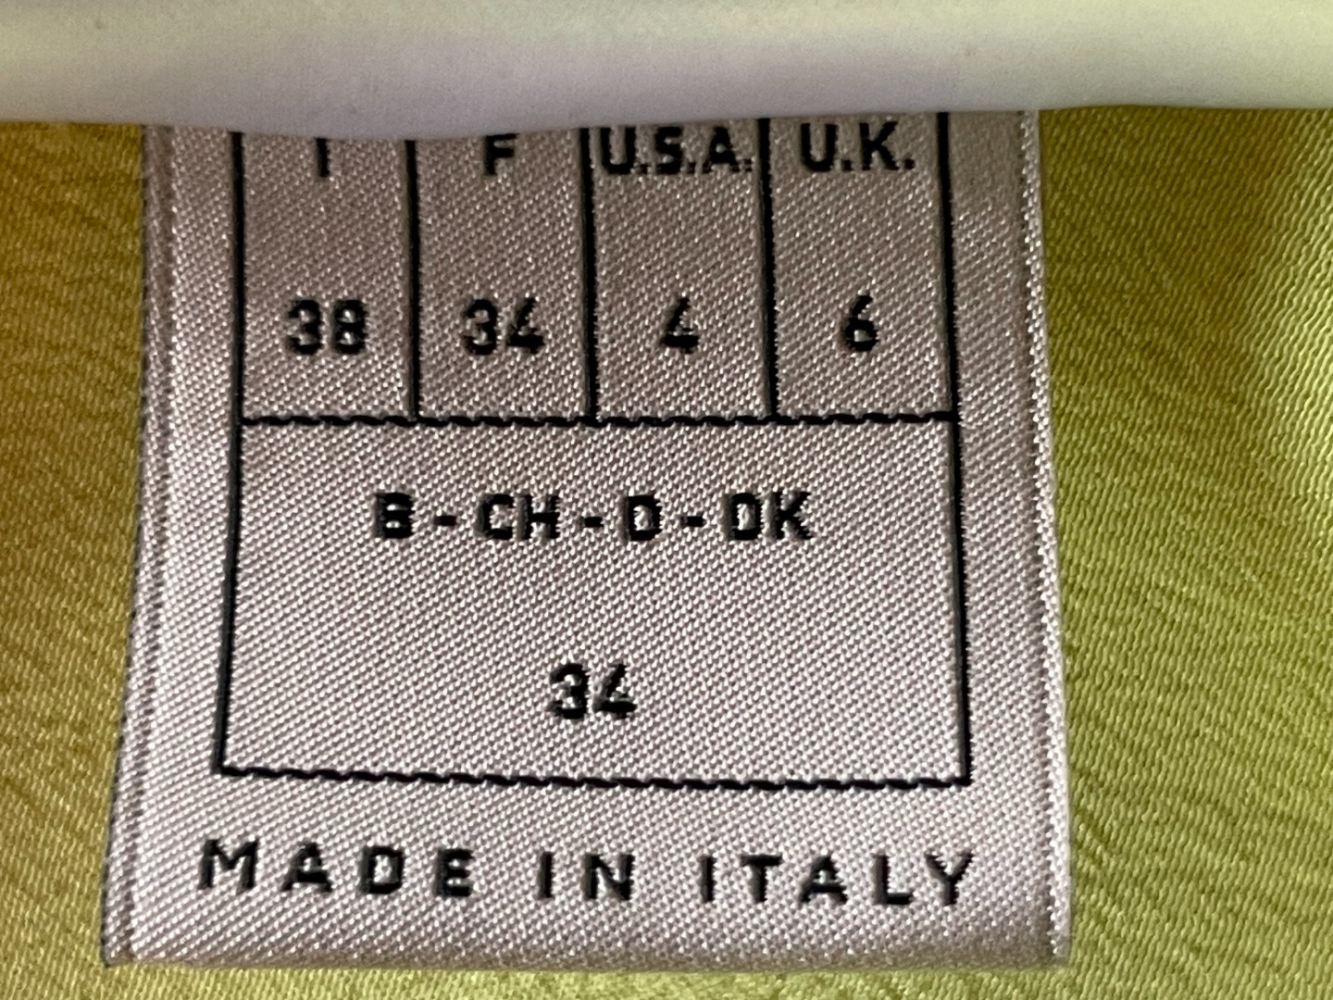 I F U.S.A. U.K.
38 34 4 6
B - CH - D - DK
34
MADE IN ITALY